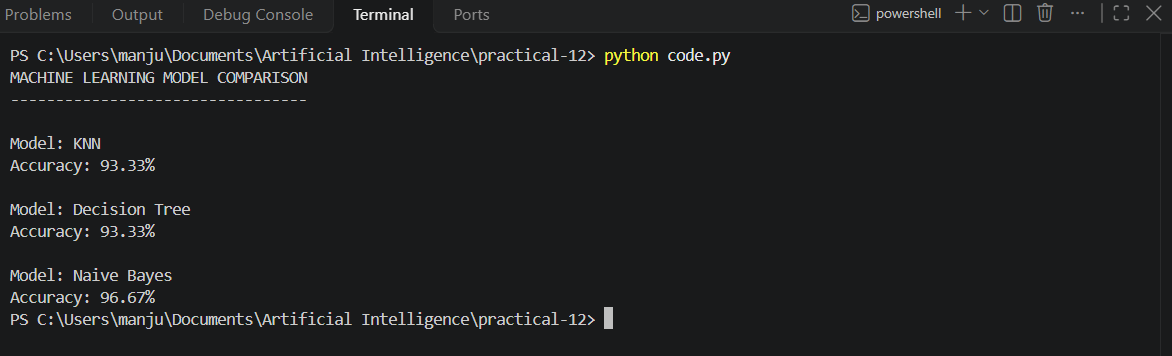 Problems Output Debug Console Terminal Ports powershell
PS C:\Users\manju\Documents\Artificial Intelligence\practical-12> python code.py
MACHINE LEARNING MODEL COMPARISON
---------------------------------
Model: KNN
Accuracy: 93.33%
Model: Decision Tree
Accuracy: 93.33%
Model: Naive Bayes
Accuracy: 96.67%
PS C:\Users\manju\Documents\Artificial Intelligence\practical-12>